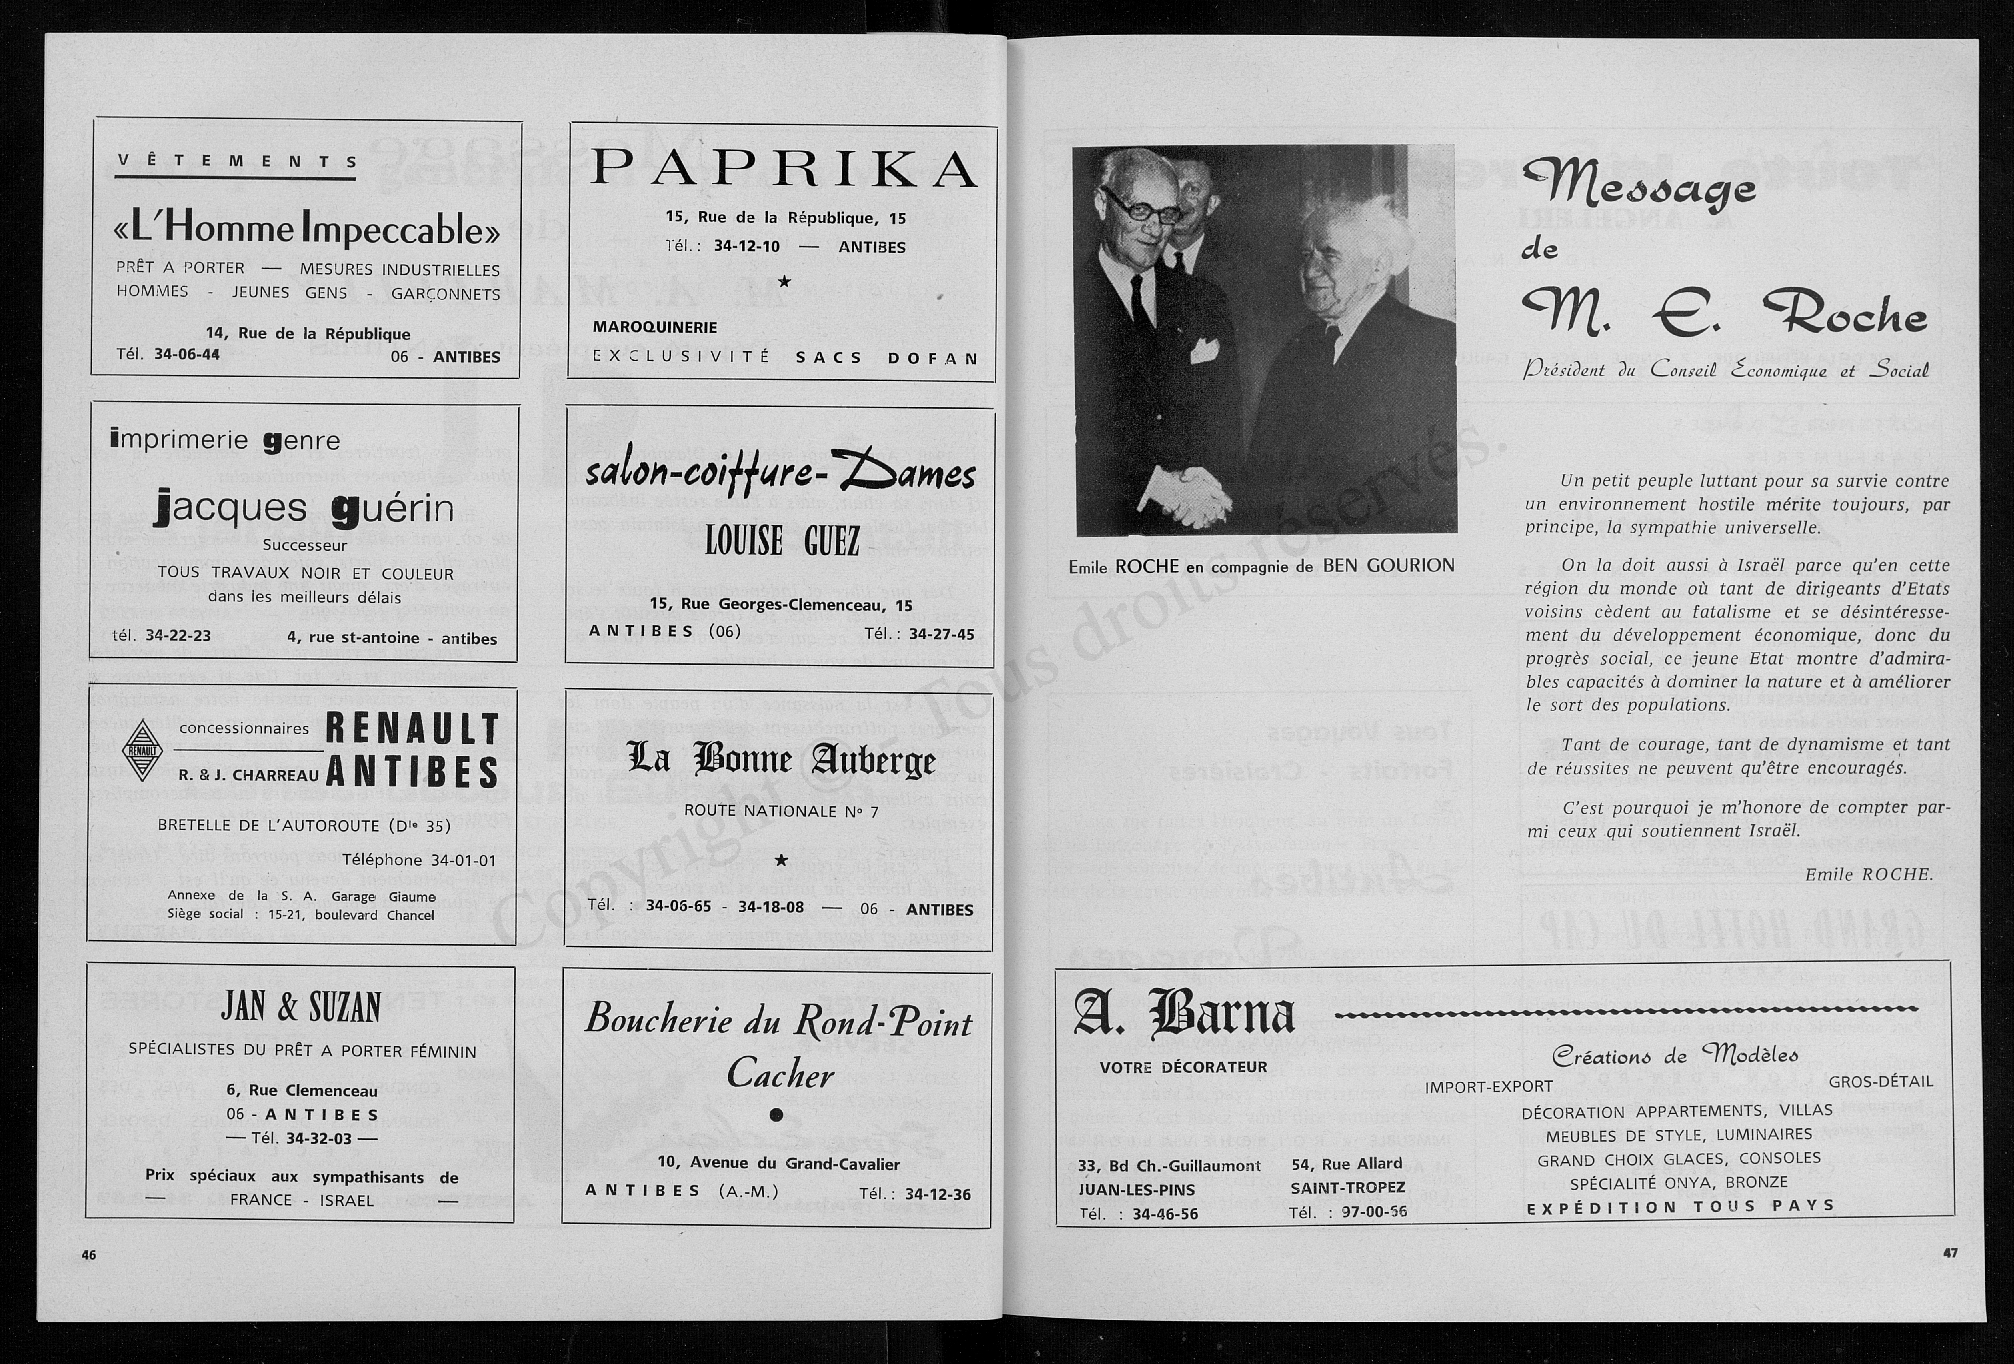 VÊTEMENTS
«L'Homme Impeccable»
PRÊT A PORTER — MESURES INDUSTRIELLES
HOMMES - JEUNES GENS - GARÇONNETS
14, Rue de la République
Tél. 34-06-44 06 - ANTIBES
imprimerie genre
jacques guérin
Successeur
TOUS TRAVAUX NOIR ET COULEUR
dans les meilleurs délais
tél. 34-22-23 4, rue st-antoine - antibes
RENAULT
concessionnaires RENAULT
R. & J. CHARREAU ANTIBES
BRETELLE DE L'AUTOROUTE (Dle 35)
Téléphone 34-01-01
Annexe de la S. A. Garage Giaume
Siège social : 15-21, boulevard Chancel
JAN & SUZAN
SPÉCIALISTES DU PRÊT A PORTER FÉMININ
6, Rue Clemenceau
06 - ANTIBES
— Tél. 34-32-03 —
Prix spéciaux aux sympathisants de
— FRANCE - ISRAEL —
46
PAPRIKA
15, Rue de la République, 15
Tél. : 34-12-10 — ANTIBES
★
MAROQUINERIE
EXCLUSIVITÉ SACS DOFAN
salon-coiffure-Dames
LOUISE GUEZ
15, Rue Georges-Clemenceau, 15
ANTIBES (06) Tél. : 34-27-45
La Bonne Auberge
ROUTE NATIONALE No 7
★
Tél. : 34-06-65 - 34-18-08 — 06 - ANTIBES
Boucherie du Rond-Point
Cacher
●
10, Avenue du Grand-Cavalier
ANTIBES (A.-M.) Tél. : 34-12-36
Emile ROCHE en compagnie de BEN GOURION
Message
de
M. E. Roche
Président du Conseil Économique et Social
Un petit peuple luttant pour sa survie contre
un environnement hostile mérite toujours, par
principe, la sympathie universelle.
On la doit aussi à Israël parce qu'en cette
région du monde où tant de dirigeants d'Etats
voisins cèdent au fatalisme et se désintéresse-
ment du développement économique, donc du
progrès social, ce jeune Etat montre d'admira-
bles capacités à dominer la nature et à améliorer
le sort des populations.
Tant de courage, tant de dynamisme et tant
de réussites ne peuvent qu'être encouragés.
C'est pourquoi je m'honore de compter par-
mi ceux qui soutiennent Israël.
Emile ROCHE.
A. Barna
VOTRE DÉCORATEUR
33, Bd Ch.-Guillaumont
JUAN-LES-PINS
Tél. : 34-46-56
54, Rue Allard
SAINT-TROPEZ
Tél. : 97-00-56
Créations de Modèles
IMPORT-EXPORT GROS-DÉTAIL
DÉCORATION APPARTEMENTS, VILLAS
MEUBLES DE STYLE, LUMINAIRES
GRAND CHOIX GLACES, CONSOLES
SPÉCIALITÉ ONYA, BRONZE
EXPÉDITION TOUS PAYS
47
Copyright © - Tous droits réservés.